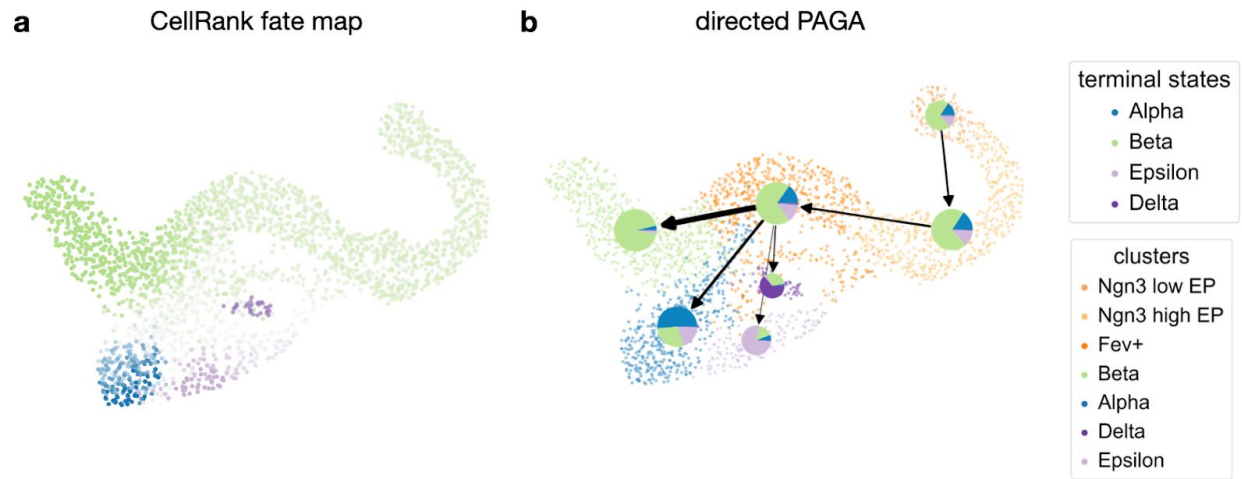 a
CellRank fate map
b
directed PAGA
terminal states
Alpha
Beta
Epsilon
Delta
clusters
Ngn3 low EP
Ngn3 high EP
Fev+
Beta
Alpha
Delta
Epsilon